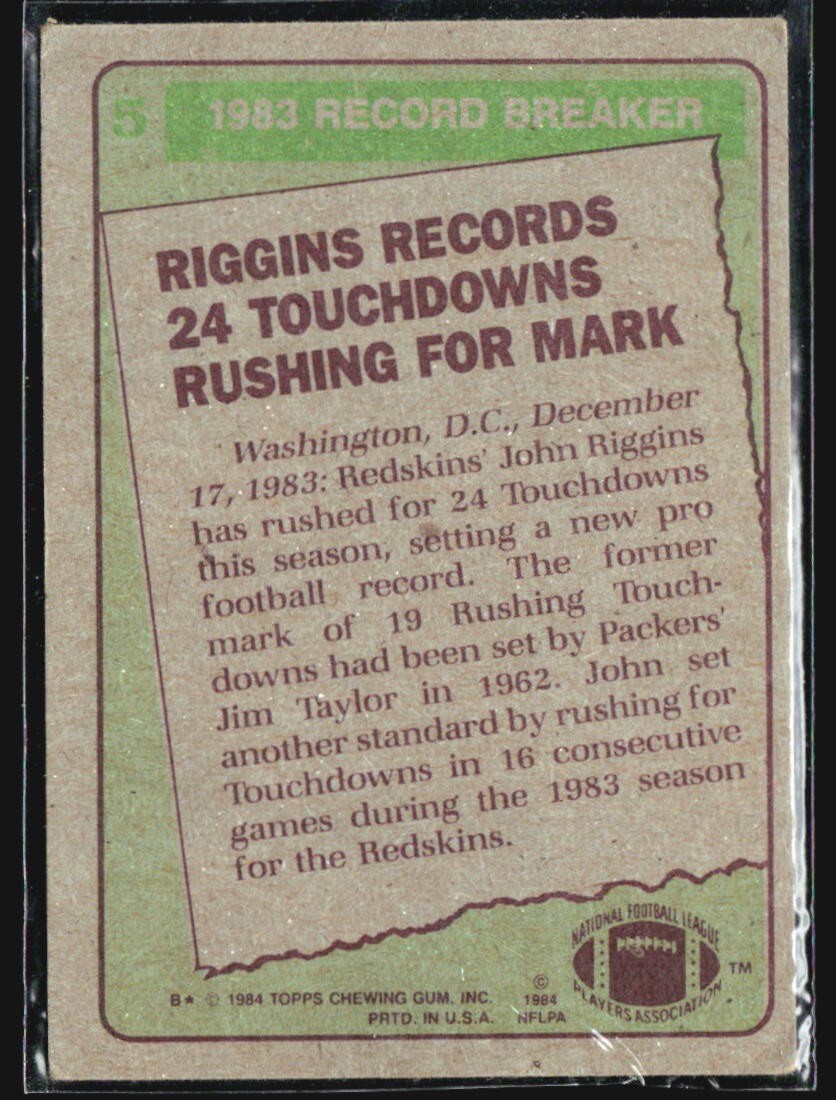 5 1983 RECORD BREAKER
RIGGINS RECORDS
24 TOUCHDOWNS
RUSHING FOR MARK
Washington, D.C., December
17, 1983: Redskins' John Riggins
has rushed for 24 Touchdowns
this season, setting a new pro
football record. The former
mark of 19 Rushing Touch-
downs had been set by Packers'
Jim Taylor in 1962. John set
another standard by rushing for
Touchdowns in 16 consecutive
games during the 1983 season
for the Redskins.
NATIONAL FOOTBALL LEAGUE
PLAYERS ASSOCIATION
TM
B* © 1984 TOPPS CHEWING GUM, INC.
PRTD. IN U.S.A.
©
1984
NFLPA